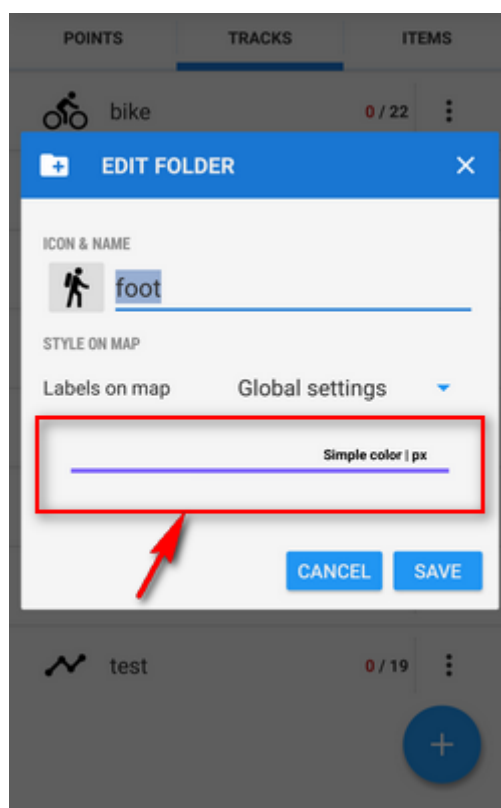 POINTS TRACKS ITEMS
bike 0 / 22
EDIT FOLDER
ICON & NAME
foot
STYLE ON MAP
Labels on map Global settings
Simple color | px
CANCEL SAVE
test 0 / 19